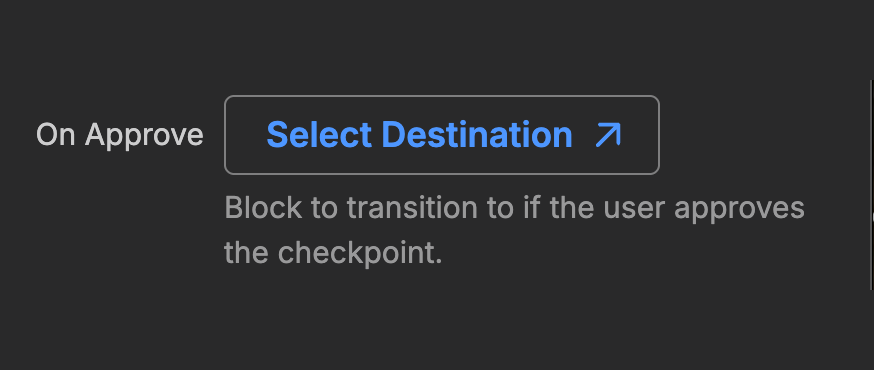 On Approve
Select Destination
Block to transition to if the user approves
the checkpoint.